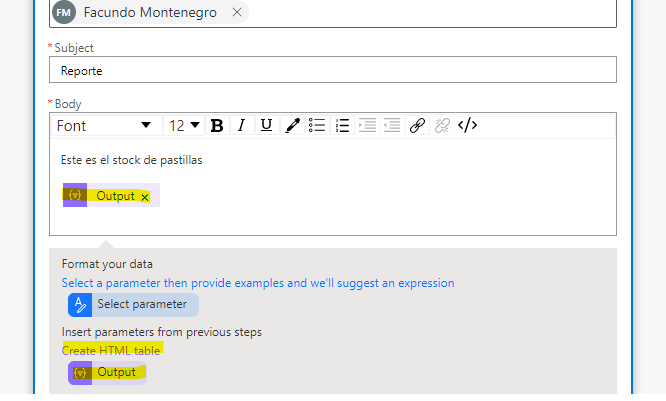 FM Facundo Montenegro ×
* Subject
Reporte
* Body
Font 12 B I U </>
Este es el stock de pastillas
Output ×
Format your data
Select a parameter then provide examples and we'll suggest an expression
Select parameter
Insert parameters from previous steps
Create HTML table
Output